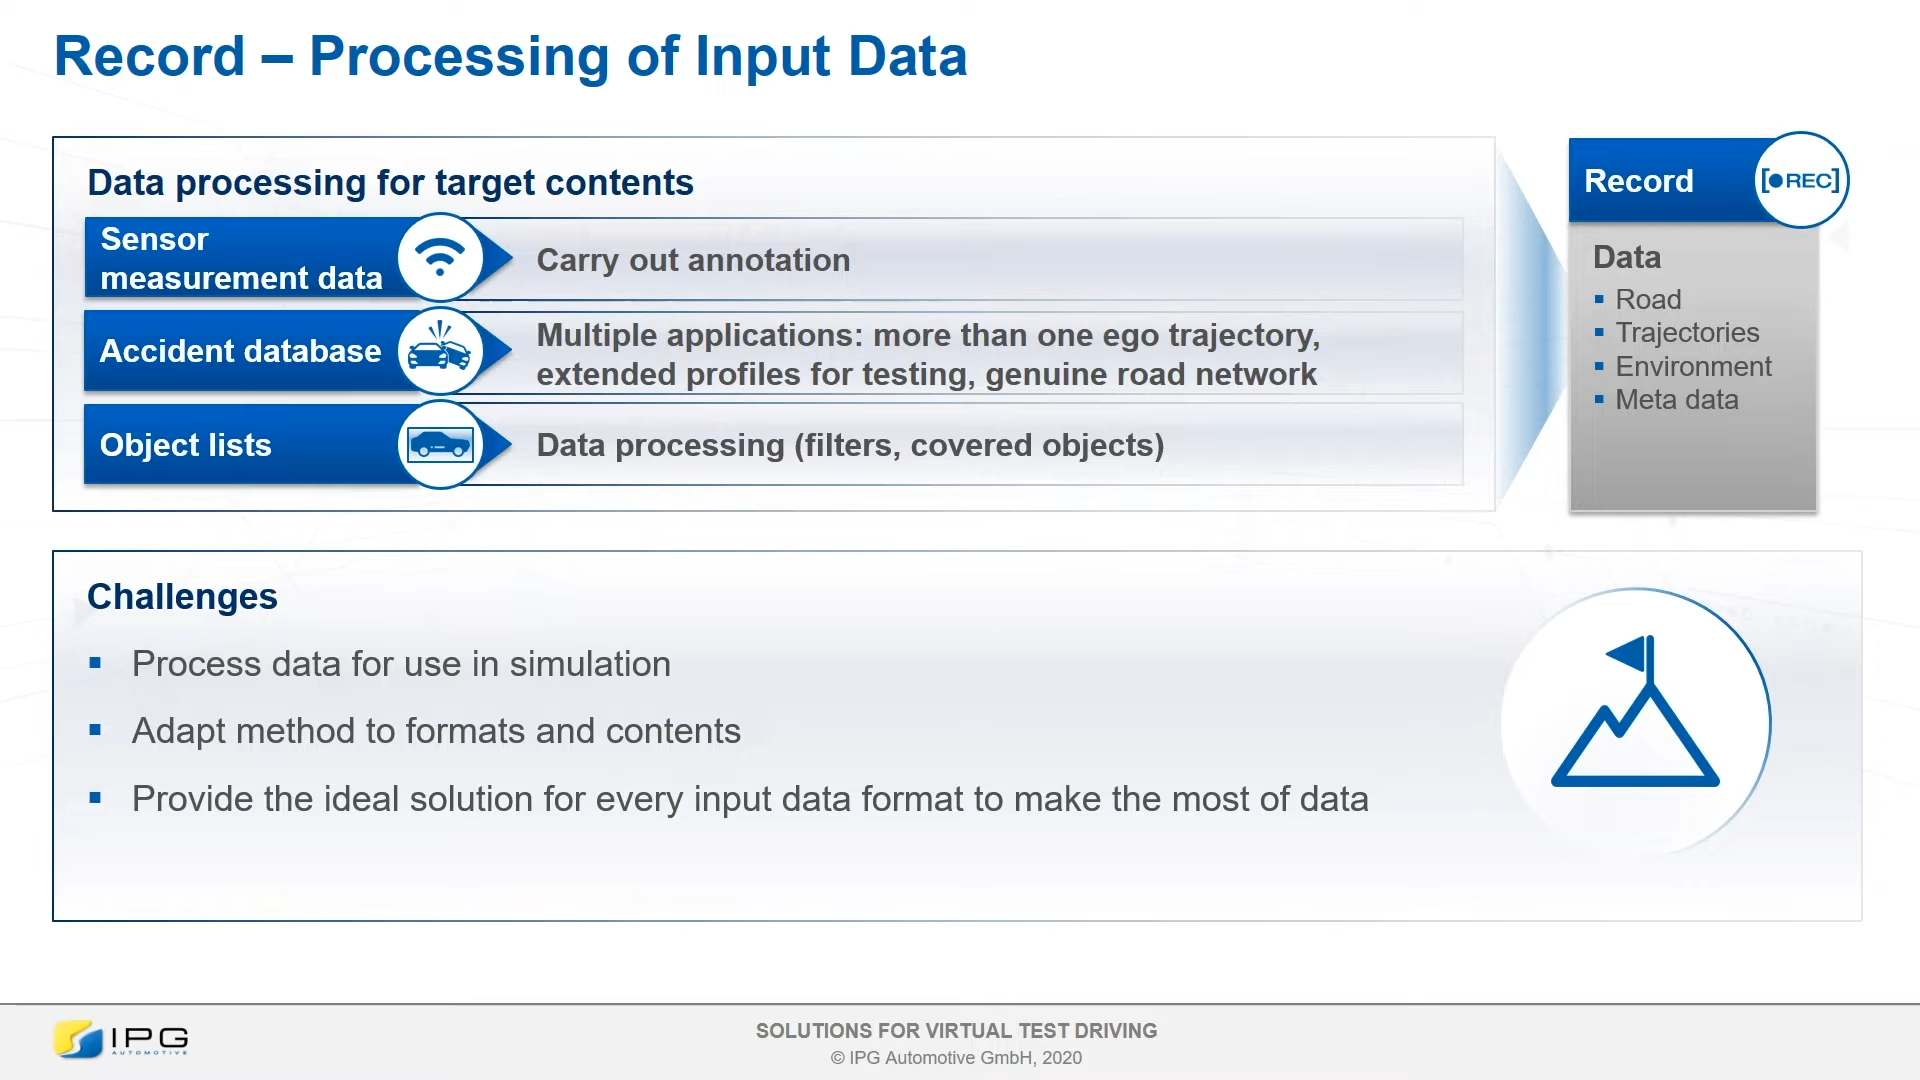 Record – Processing of Input Data
Data processing for target contents
Sensor
measurement data
Carry out annotation
Accident database
Multiple applications: more than one ego trajectory,
extended profiles for testing, genuine road network
Object lists
Data processing (filters, covered objects)
Record
[●REC]
Data
▪ Road
▪ Trajectories
▪ Environment
▪ Meta data
Challenges
▪ Process data for use in simulation
▪ Adapt method to formats and contents
▪ Provide the ideal solution for every input data format to make the most of data
IPG
AUTOMOTIVE
SOLUTIONS FOR VIRTUAL TEST DRIVING
© IPG Automotive GmbH, 2020